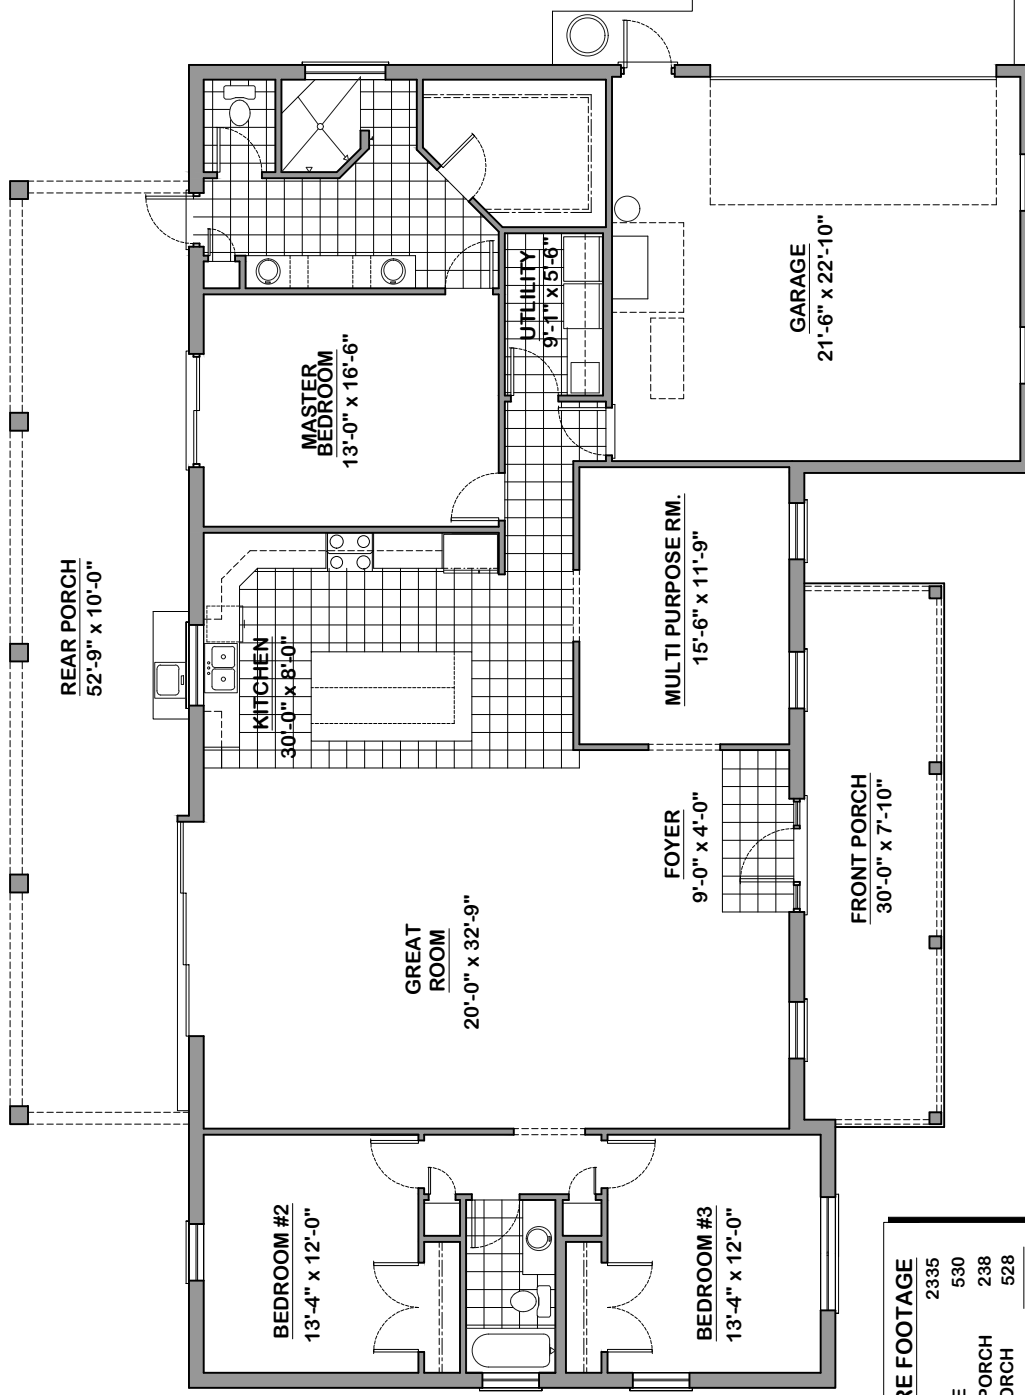 REAR PORCH
52'-9" x 10'-0"
MASTER
BEDROOM
13'-0" x 16'-6"
UTLILITY
9'-1" x 5'-6"
GARAGE
21'-6" x 22'-10"
KITCHEN
30'-0" x 8'-0"
MULTI PURPOSE RM.
15'-6" x 11'-9"
GREAT
ROOM
20'-0" x 32'-9"
FOYER
9'-0" x 4'-0"
FRONT PORCH
30'-0" x 7'-10"
BEDROOM #2
13'-4" x 12'-0"
BEDROOM #3
13'-4" x 12'-0"
RE FOOTAGE
2335
E 530
PORCH 238
ORCH 528